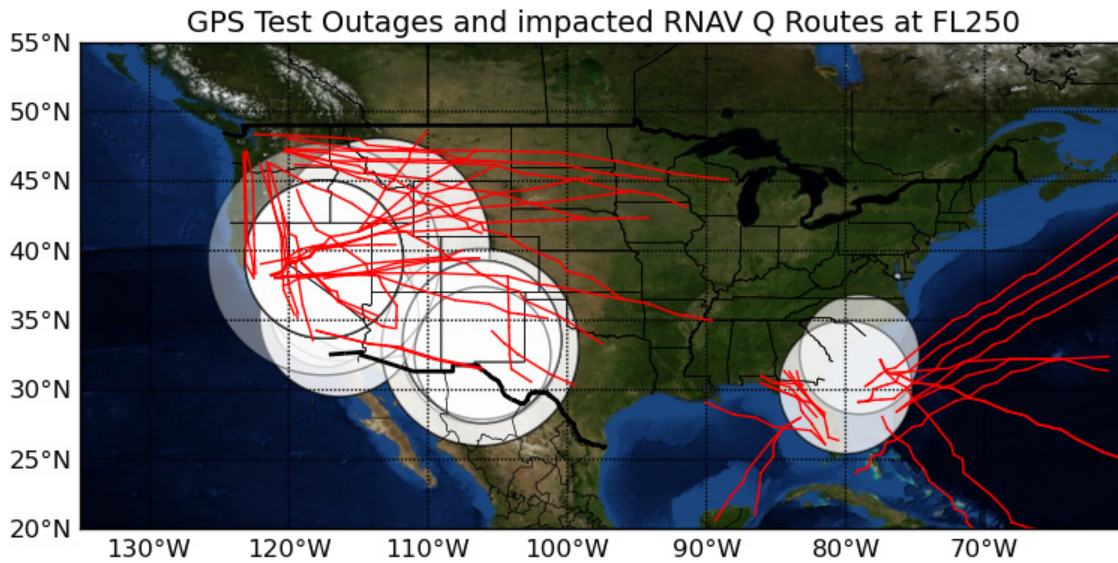 GPS Test Outages and impacted RNAV Q Routes at FL250
55°N
50°N
45°N
40°N
35°N
30°N
25°N
20°N
130°W 120°W 110°W 100°W 90°W 80°W 70°W